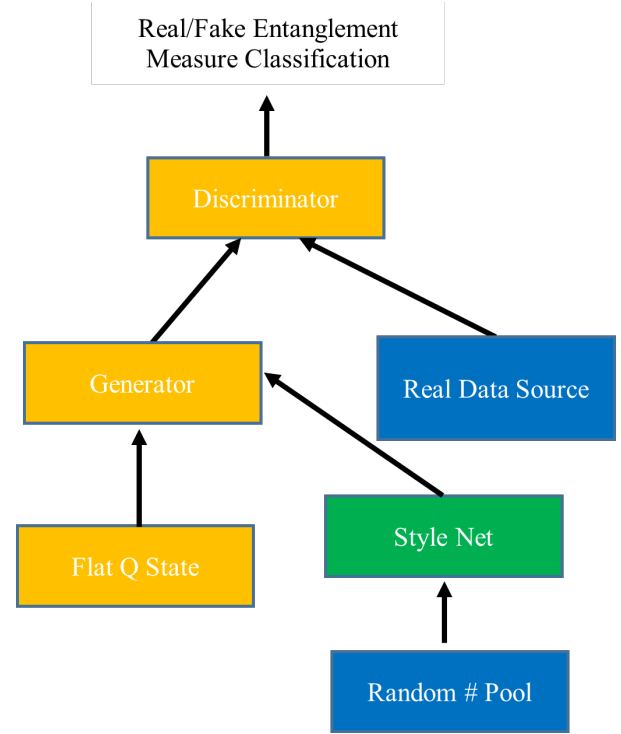 Real/Fake Entanglement
Measure Classification
Discriminator
Generator
Real Data Source
Style Net
Flat Q State
Random # Pool